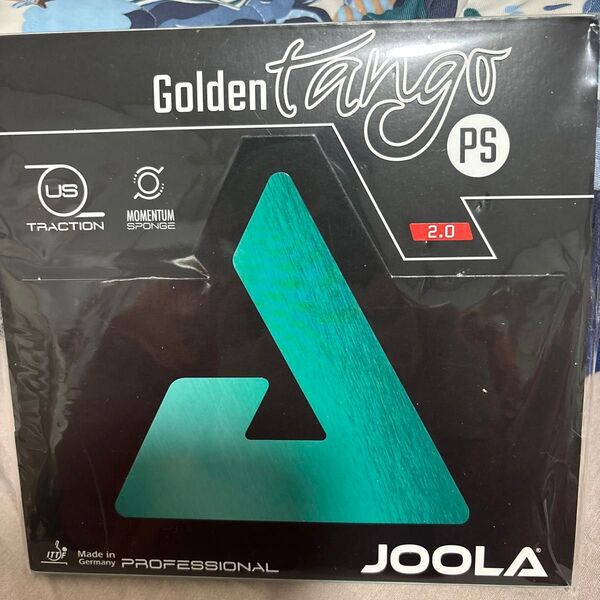 Golden tango
PS
US
TRACTION
MOMENTUM
SPONGE
2.0
ITTF
Made in
Germany
PROFESSIONAL
JOOLA®